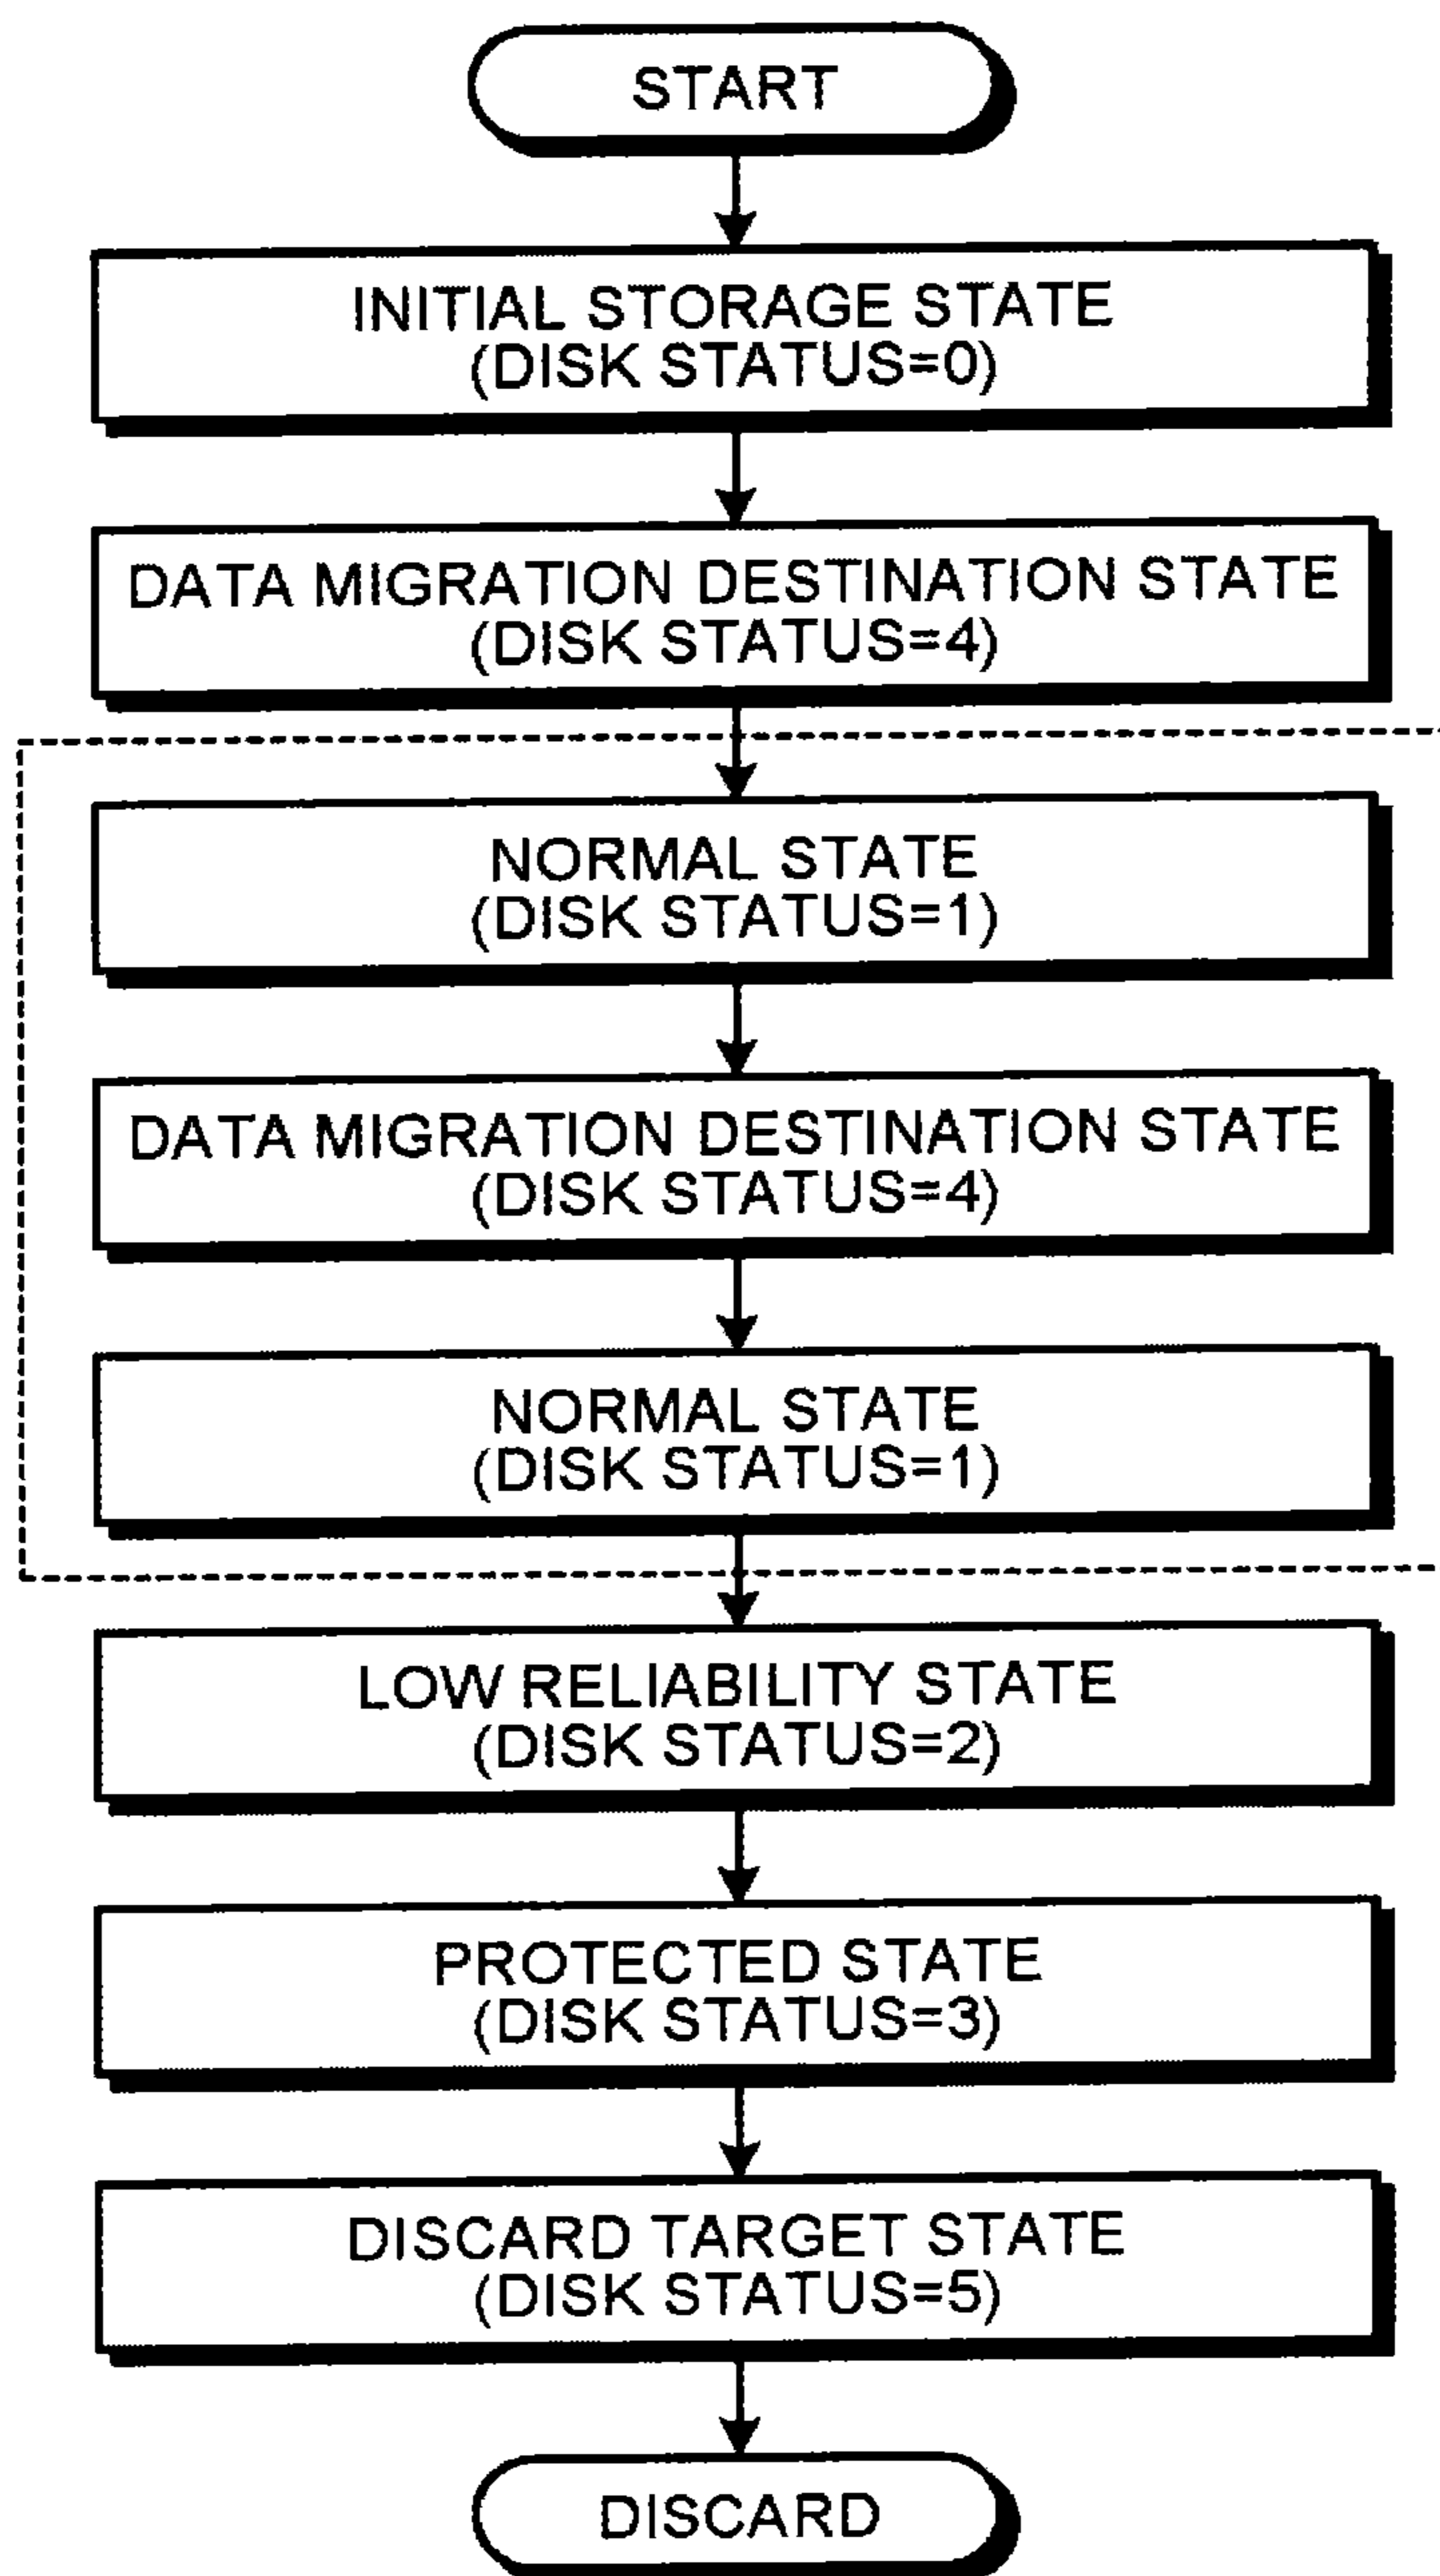 START
INITIAL STORAGE STATE
(DISK STATUS=0)
DATA MIGRATION DESTINATION STATE
(DISK STATUS=4)
NORMAL STATE
(DISK STATUS=1)
DATA MIGRATION DESTINATION STATE
(DISK STATUS=4)
NORMAL STATE
(DISK STATUS=1)
LOW RELIABILITY STATE
(DISK STATUS=2)
PROTECTED STATE
(DISK STATUS=3)
DISCARD TARGET STATE
(DISK STATUS=5)
DISCARD